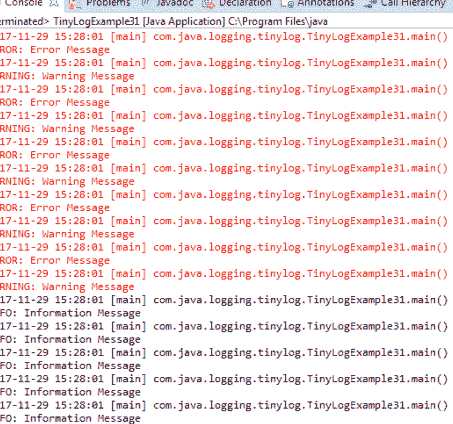 Console Problems Javadoc Declaration Annotations Call Hierarchy
terminated> TinyLogExample31 [Java Application] C:\Program Files\java
17-11-29 15:28:01 [main] com.java.logging.tinylog.TinyLogExample31.main()
ROR: Error Message
17-11-29 15:28:01 [main] com.java.logging.tinylog.TinyLogExample31.main()
RNING: Warning Message
17-11-29 15:28:01 [main] com.java.logging.tinylog.TinyLogExample31.main()
ROR: Error Message
17-11-29 15:28:01 [main] com.java.logging.tinylog.TinyLogExample31.main()
RNING: Warning Message
17-11-29 15:28:01 [main] com.java.logging.tinylog.TinyLogExample31.main()
ROR: Error Message
17-11-29 15:28:01 [main] com.java.logging.tinylog.TinyLogExample31.main()
RNING: Warning Message
17-11-29 15:28:01 [main] com.java.logging.tinylog.TinyLogExample31.main()
ROR: Error Message
17-11-29 15:28:01 [main] com.java.logging.tinylog.TinyLogExample31.main()
RNING: Warning Message
17-11-29 15:28:01 [main] com.java.logging.tinylog.TinyLogExample31.main()
ROR: Error Message
17-11-29 15:28:01 [main] com.java.logging.tinylog.TinyLogExample31.main()
RNING: Warning Message
17-11-29 15:28:01 [main] com.java.logging.tinylog.TinyLogExample31.main()
FO: Information Message
17-11-29 15:28:01 [main] com.java.logging.tinylog.TinyLogExample31.main()
FO: Information Message
17-11-29 15:28:01 [main] com.java.logging.tinylog.TinyLogExample31.main()
FO: Information Message
17-11-29 15:28:01 [main] com.java.logging.tinylog.TinyLogExample31.main()
FO: Information Message
17-11-29 15:28:01 [main] com.java.logging.tinylog.TinyLogExample31.main()
FO: Information Message